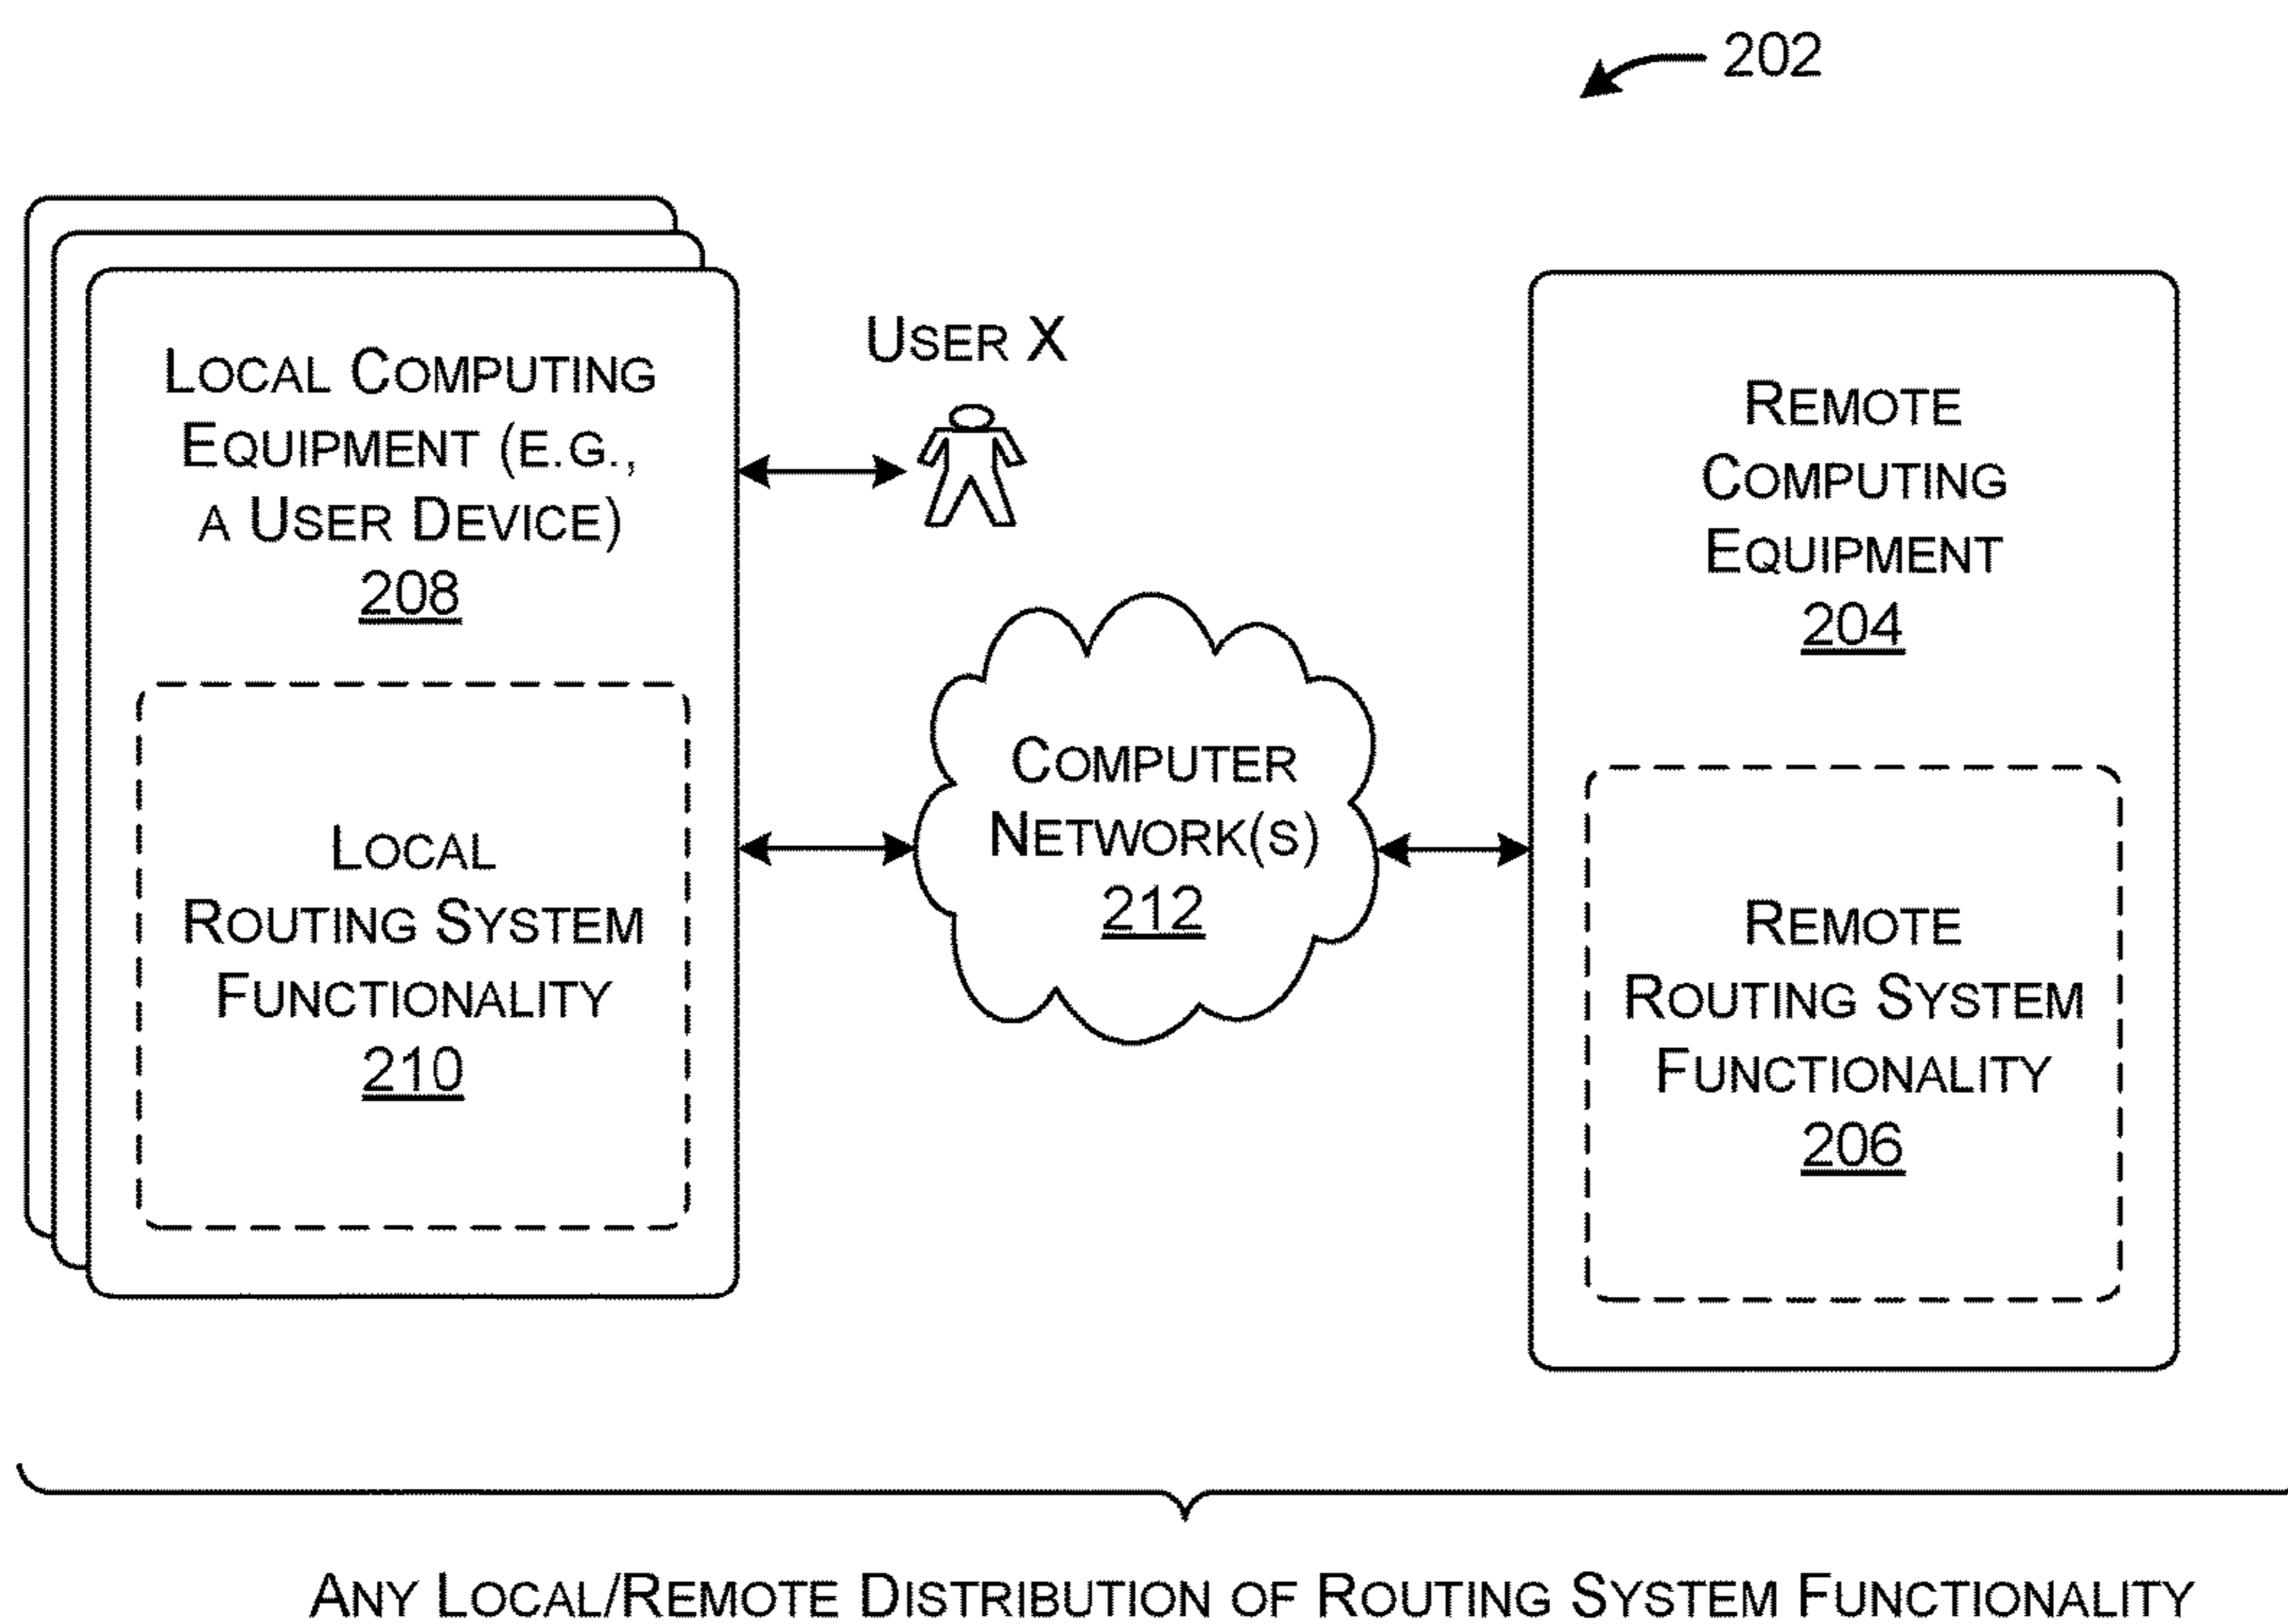 202
Local Computing
Equipment (e.g.,
a User Device)
208
Local
Routing System
Functionality
210
User X
Computer
Network(s)
212
Remote
Computing
Equipment
204
Remote
Routing System
Functionality
206
Any Local/Remote Distribution of Routing System Functionality